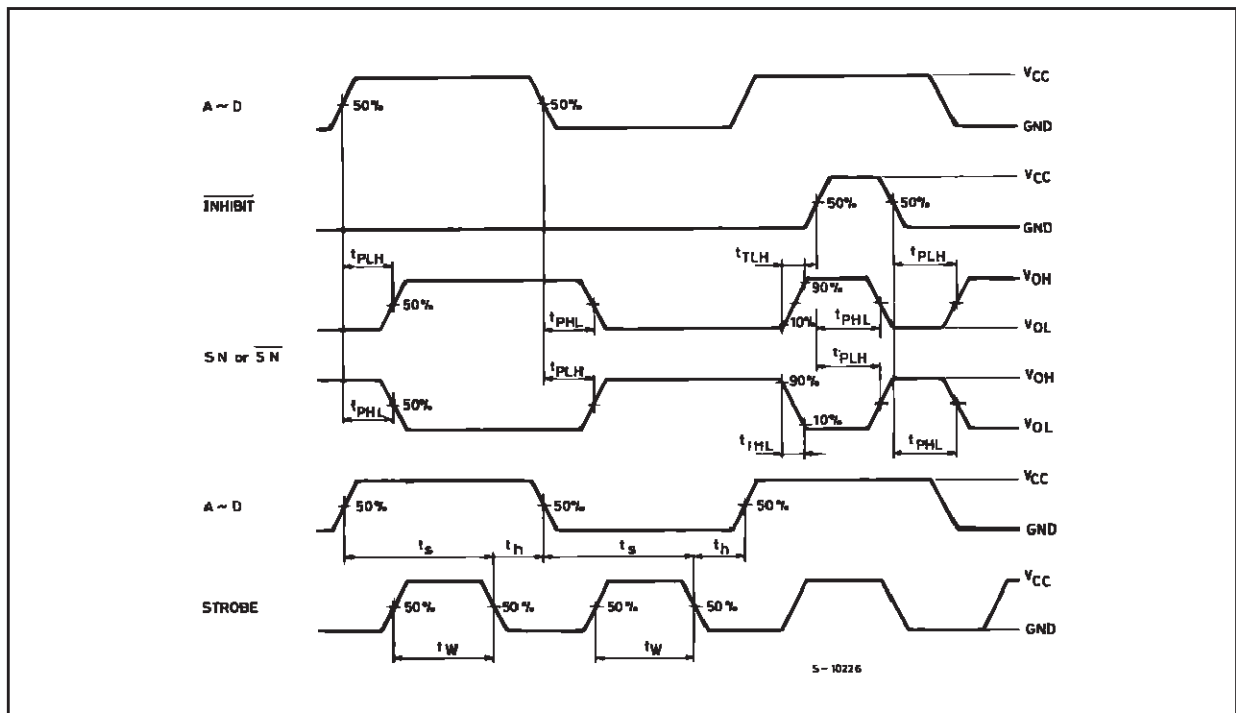 VCC
A ~ D
50%
50%
GND
VCC
INHIBIT
50%
50%
GND
tPLH
tTLH
tPLH
VOH
50%
90%
tPHL
10%
tPHL
VOL
SN or SN
tPLH
tPLH
VOH
90%
tPHL
50%
10%
VOL
tTHL
tPHL
VCC
A ~ D
50%
50%
50%
GND
ts
th
ts
th
VCC
STROBE
50%
50%
50%
50%
GND
tW
tW
S-10226